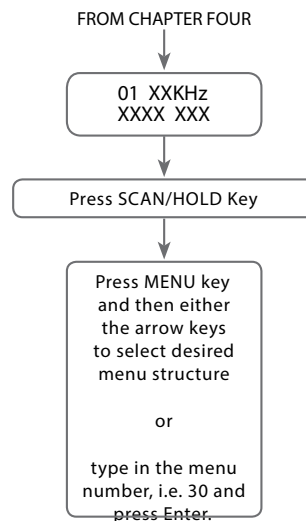 FROM CHAPTER FOUR
01 XXKHz
XXXX XXX
Press SCAN/HOLD Key
Press MENU key
and then either
the arrow keys
to select desired
menu structure
or
type in the menu
number, i.e. 30 and
press Enter.